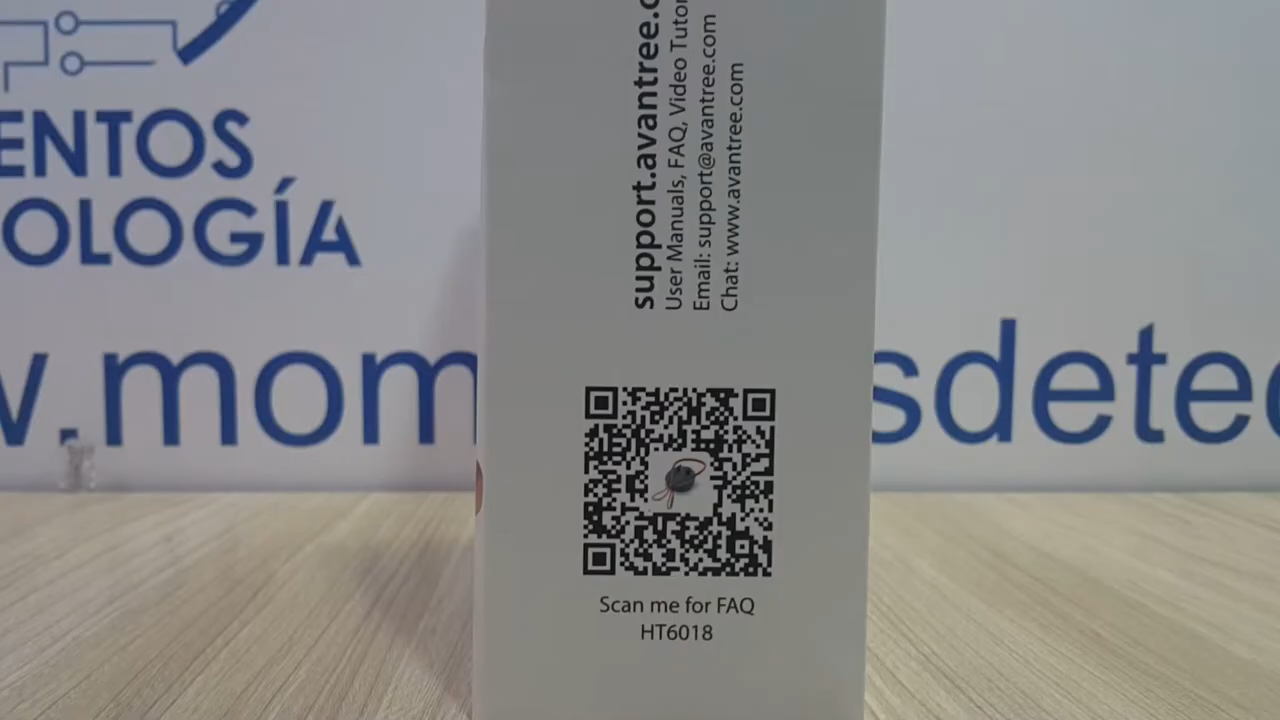 ENTOS
OLOGÍA
w.mom
sdetec
support.avantree.c
User Manuals, FAQ, Video Tutor
Email: support@avantree.com
Chat: www.avantree.com
Scan me for FAQ
HT6018